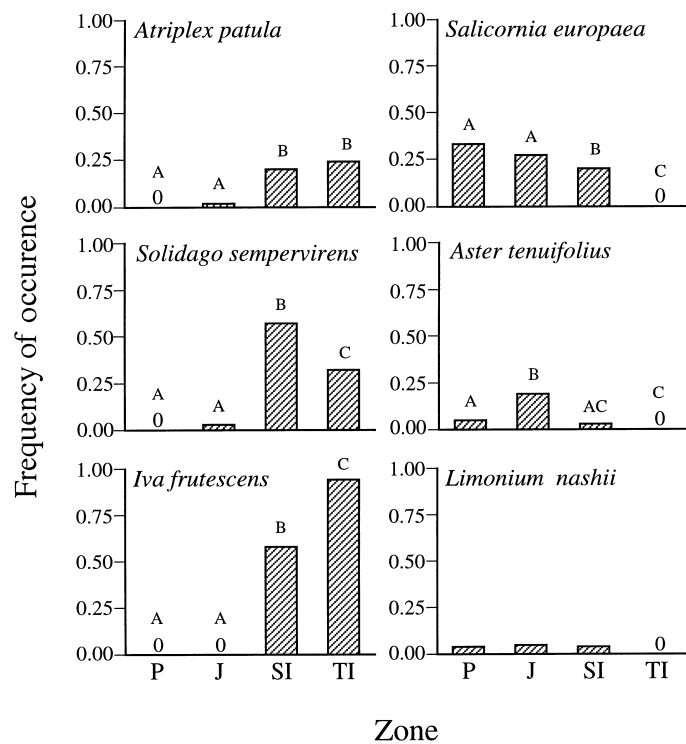 Frequency of occurence
Atriplex patula
1.00
0.75
0.50
0.25
0.00
A
0
A
B
B
Salicornia europaea
1.00
0.75
0.50
0.25
0.00
A
A
B
C
0
Solidago sempervirens
1.00
0.75
0.50
0.25
0.00
A
0
A
B
C
Aster tenuifolius
1.00
0.75
0.50
0.25
0.00
A
B
AC
C
0
Iva frutescens
1.00
0.75
0.50
0.25
0.00
A
0
A
0
B
C
P J SI TI
Limonium nashii
1.00
0.75
0.50
0.25
0.00
0
P J SI TI
Zone